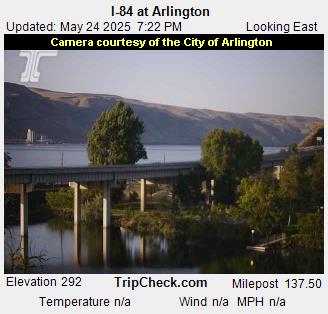 I-84 at Arlington
Updated: May 24 2025 7:22 PM Looking East
Camera courtesy of the City of Arlington
Elevation 292 TripCheck.com Milepost 137.50
Temperature n/a Wind n/a MPH n/a